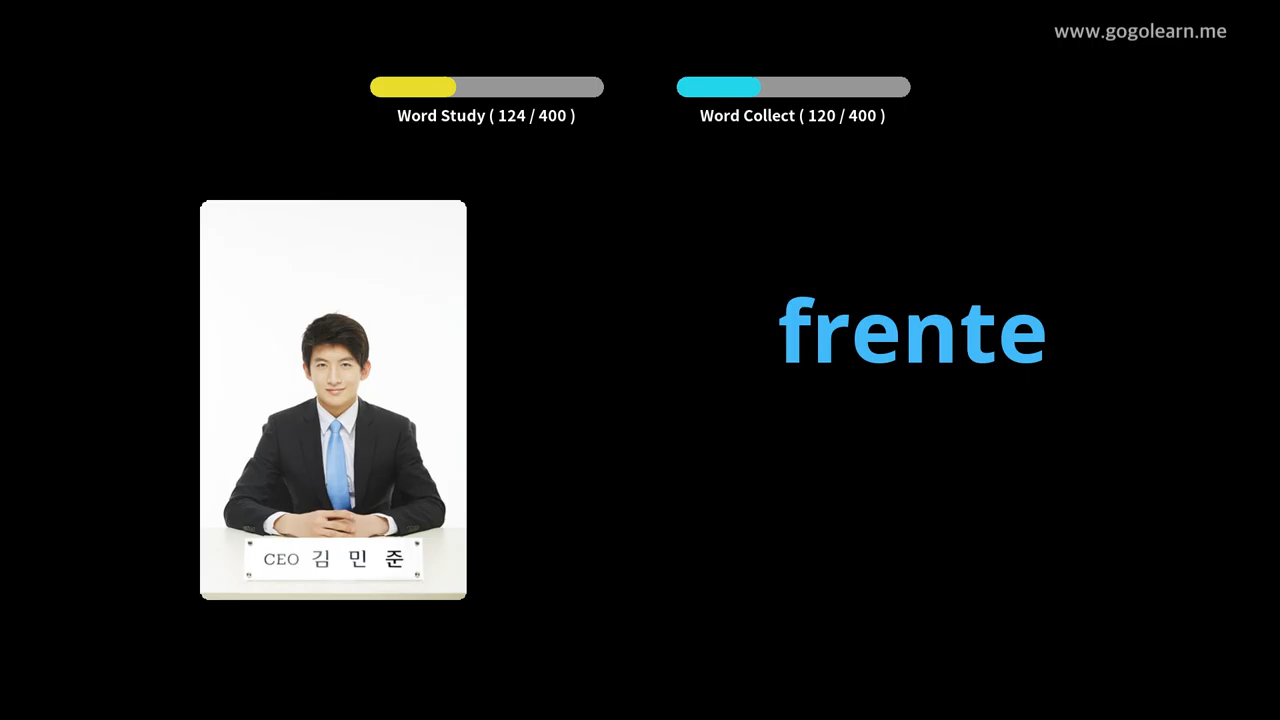 www.gogolearn.me
Word Study ( 124 / 400 )
Word Collect ( 120 / 400 )
frente
CEO 김 민 준